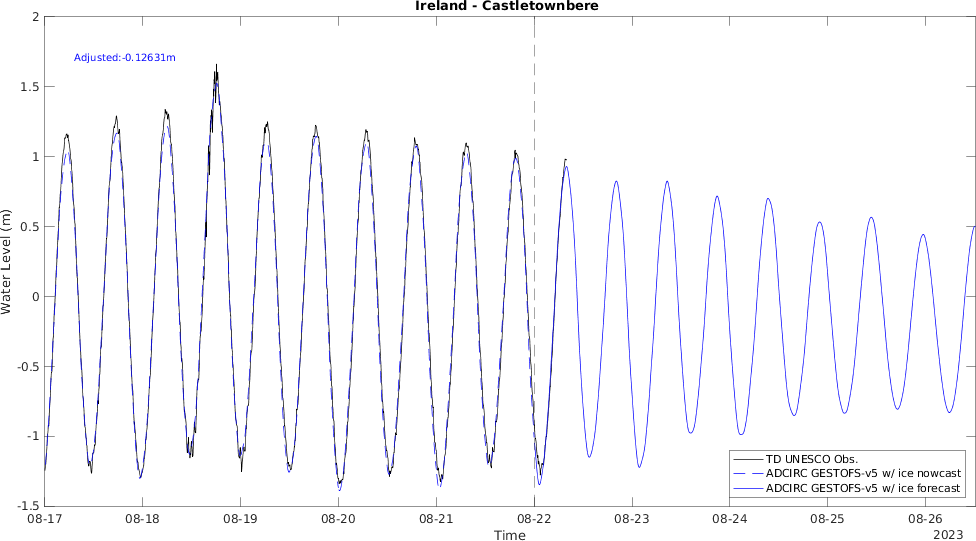 Ireland - Castletownbere
Adjusted:-0.12631m
Water Level (m)
2
1.5
1
0.5
0
-0.5
-1
-1.5
TD UNESCO Obs.
ADCIRC GESTOFS-v5 w/ ice nowcast
ADCIRC GESTOFS-v5 w/ ice forecast
08-17 08-18 08-19 08-20 08-21 08-22 08-23 08-24 08-25 08-26
Time
2023